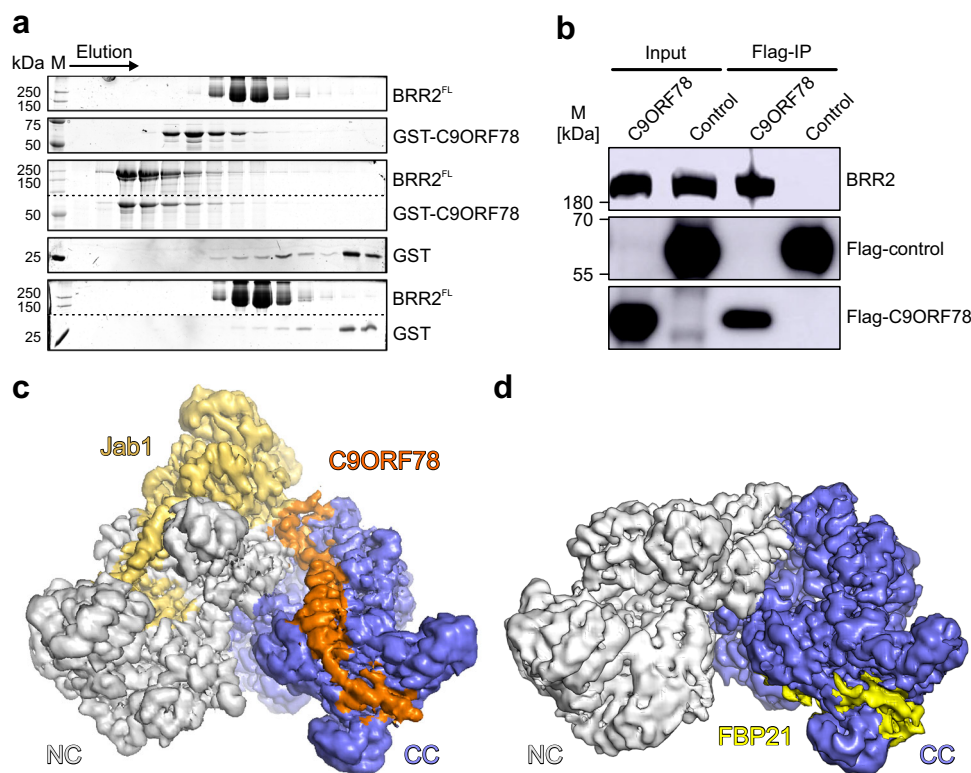 a
kDa M Elution
250
150
BRR2FL
75
50
GST-C9ORF78
250
150
BRR2FL
50
GST-C9ORF78
25
GST
250
150
BRR2FL
25
GST
b
Input Flag-IP
M
[kDa]
C9ORF78 Control C9ORF78 Control
180
BRR2
70
55
Flag-control
Flag-C9ORF78
c
Jab1
C9ORF78
NC
CC
d
FBP21
NC
CC